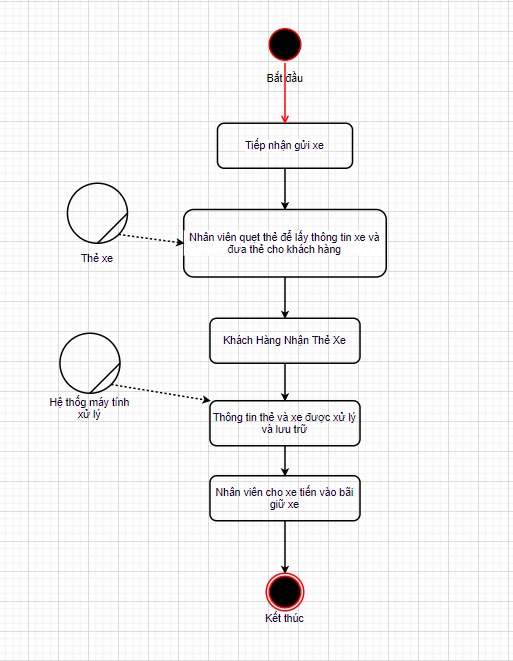 Bắt đầu
Tiếp nhận gửi xe
Nhân viên quẹt thẻ để lấy thông tin xe và
đưa thẻ cho khách hàng
Thẻ xe
Khách Hàng Nhận Thẻ Xe
Hệ thốg máy tính
xử lý
Thông tin thẻ và xe được xử lý
và lưu trữ
Nhân viên cho xe tiến vào bãi
giữ xe
Kết thúc